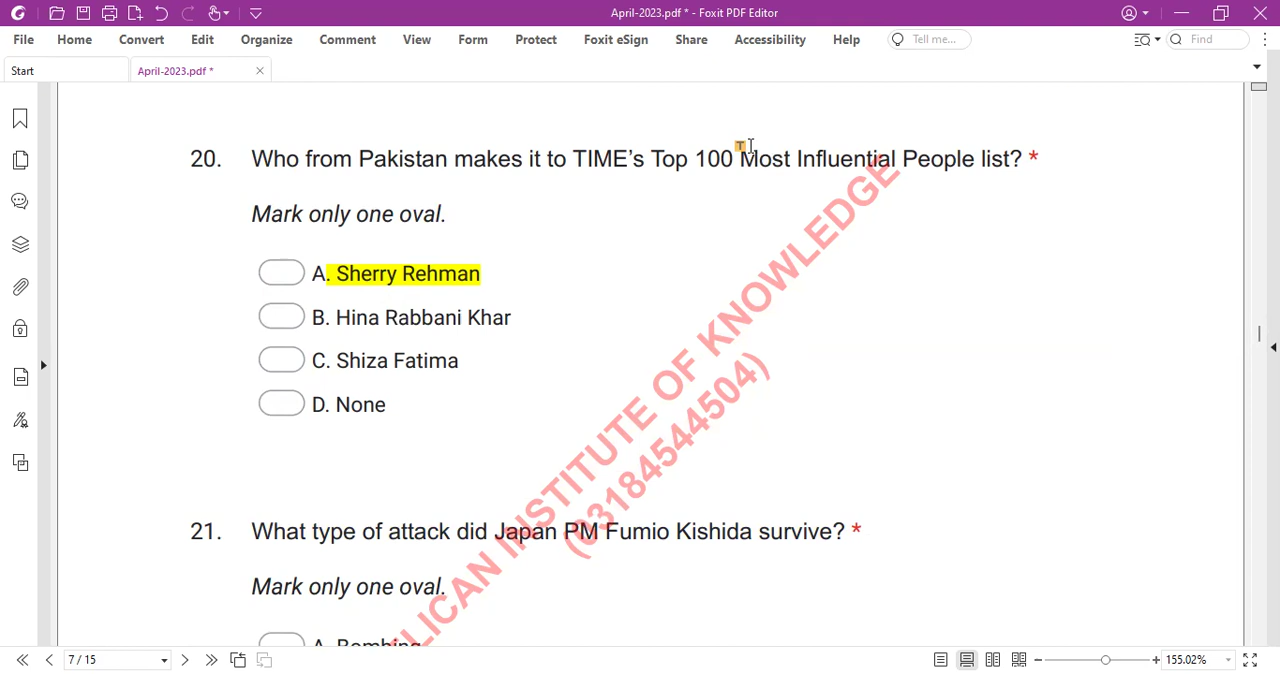 April-2023.pdf * - Foxit PDF Editor
File Home Convert Edit Organize Comment View Form Protect Foxit eSign Share Accessibility Help Tell me... Find
Start April-2023.pdf *
20. Who from Pakistan makes it to TIME’s Top 100 Most Influential People list? *
Mark only one oval.
A. Sherry Rehman
B. Hina Rabbani Khar
C. Shiza Fatima
D. None
LICAN INSTITUTE OF KNOWLEDGE
(03184544504)
21. What type of attack did Japan PM Fumio Kishida survive? *
Mark only one oval.
A. Bombing
7 / 15 155.02%